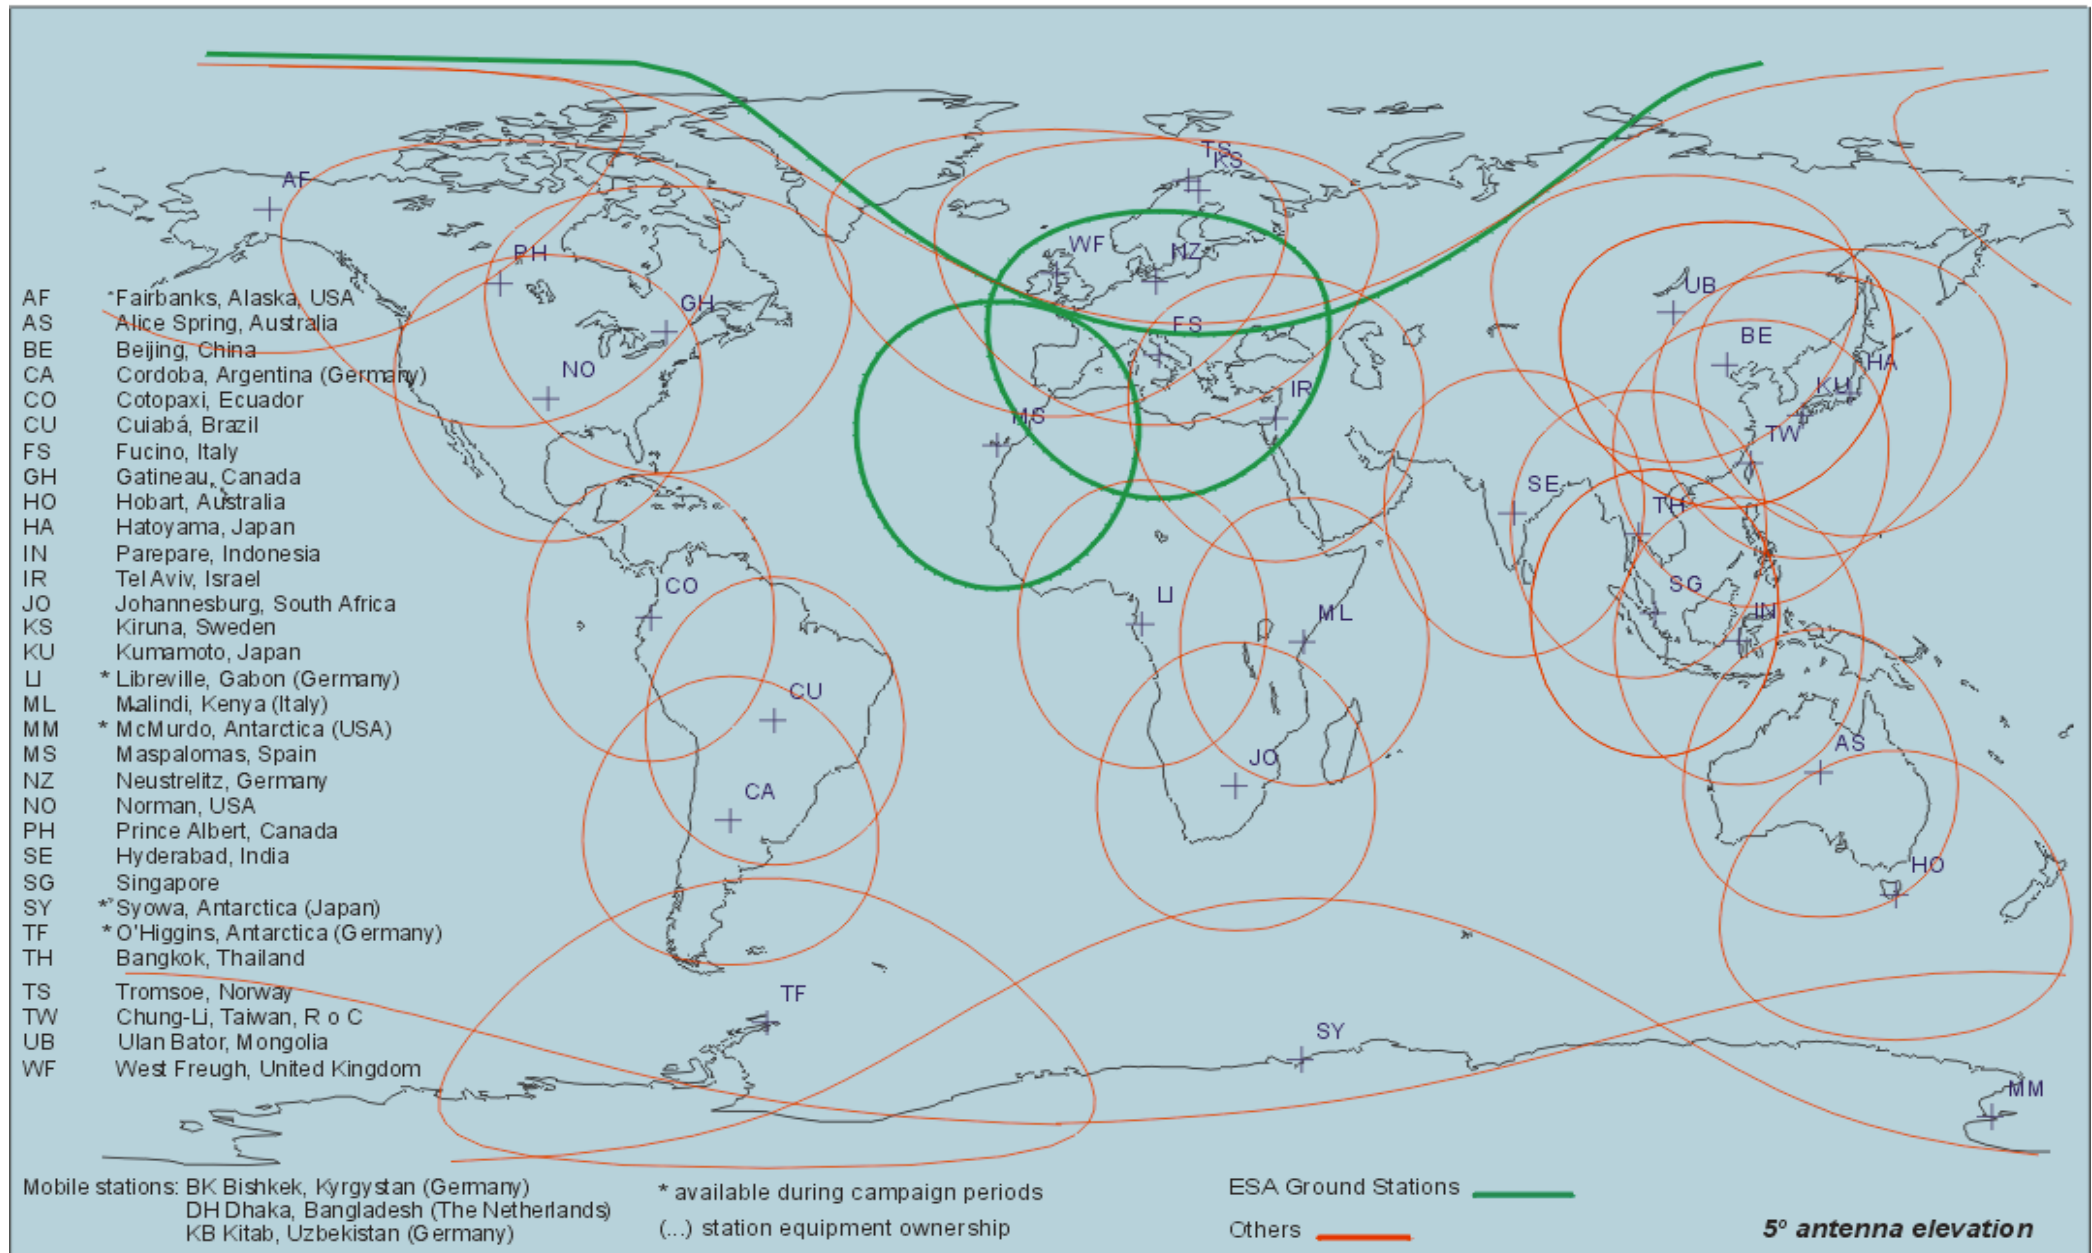 TS
KS
AF
WF
NZ
PH
UB
GH
FS
BE
NO
HA
IR
KU
MS
TW
SE
TH
CO
SG
LI
IN
ML
CU
AS
JO
CA
HO
TF
SY
MM
AF Fairbanks, Alaska, USA
AS Alice Spring, Australia
BE Beijing, China
CA Cordoba, Argentina (Germany)
CO Cotopaxi, Ecuador
CU Cuiabá, Brazil
FS Fucino, Italy
GH Gatineau, Canada
HO Hobart, Australia
HA Hatoyama, Japan
IN Parepare, Indonesia
IR Tel Aviv, Israel
JO Johannesburg, South Africa
KS Kiruna, Sweden
KU Kumamoto, Japan
LI * Libreville, Gabon (Germany)
ML Malindi, Kenya (Italy)
MM * McMurdo, Antarctica (USA)
MS Maspalomas, Spain
NZ Neustrelitz, Germany
NO Norman, USA
PH Prince Albert, Canada
SE Hyderabad, India
SG Singapore
SY * Syowa, Antarctica (Japan)
TF * O'Higgins, Antarctica (Germany)
TH Bangkok, Thailand
TS Tromsoe, Norway
TW Chung-Li, Taiwan, R o C
UB Ulan Bator, Mongolia
WF West Freugh, United Kingdom
Mobile stations: BK Bishkek, Kyrgystan (Germany)
DH Dhaka, Bangladesh (The Netherlands)
KB Kitab, Uzbekistan (Germany)
* available during campaign periods
(...) station equipment ownership
ESA Ground Stations
Others
5º antenna elevation